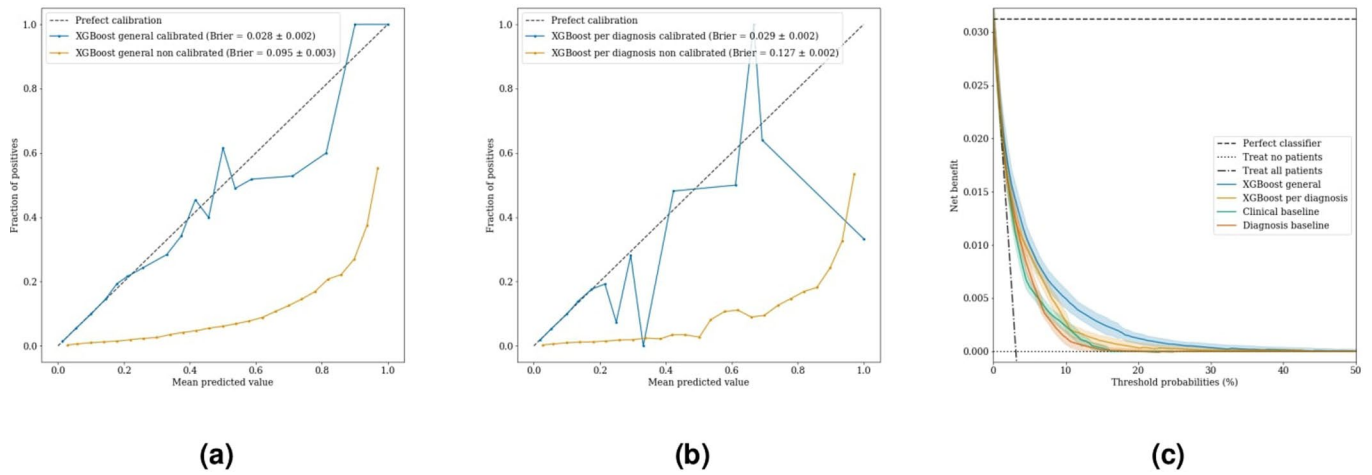 Prefect calibration
XGBoost general calibrated (Brier = 0.028 ± 0.002)
XGBoost general non calibrated (Brier = 0.095 ± 0.003)
1.0
0.8
0.6
0.4
0.2
0.0
Fraction of positives
0.0 0.2 0.4 0.6 0.8 1.0
Mean predicted value
(a)
Prefect calibration
XGBoost per diagnosis calibrated (Brier = 0.029 ± 0.002)
XGBoost per diagnosis non calibrated (Brier = 0.127 ± 0.002)
1.0
0.8
0.6
0.4
0.2
0.0
Fraction of positives
0.0 0.2 0.4 0.6 0.8 1.0
Mean predicted value
(b)
0.030
0.025
0.020
0.015
0.010
0.005
0.000
Net benefit
Perfect classifier
Treat no patients
Treat all patients
XGBoost general
XGBoost per diagnosis
Clinical baseline
Diagnosis baseline
0 10 20 30 40 50
Threshold probabilities (%)
(c)